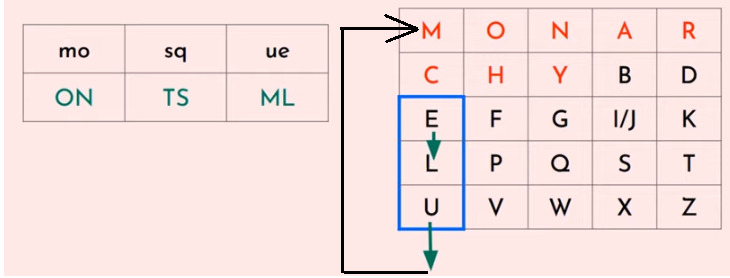 mo sq ue
ON TS ML
M O N A R
C H Y B D
E F G I/J K
L P Q S T
U V W X Z